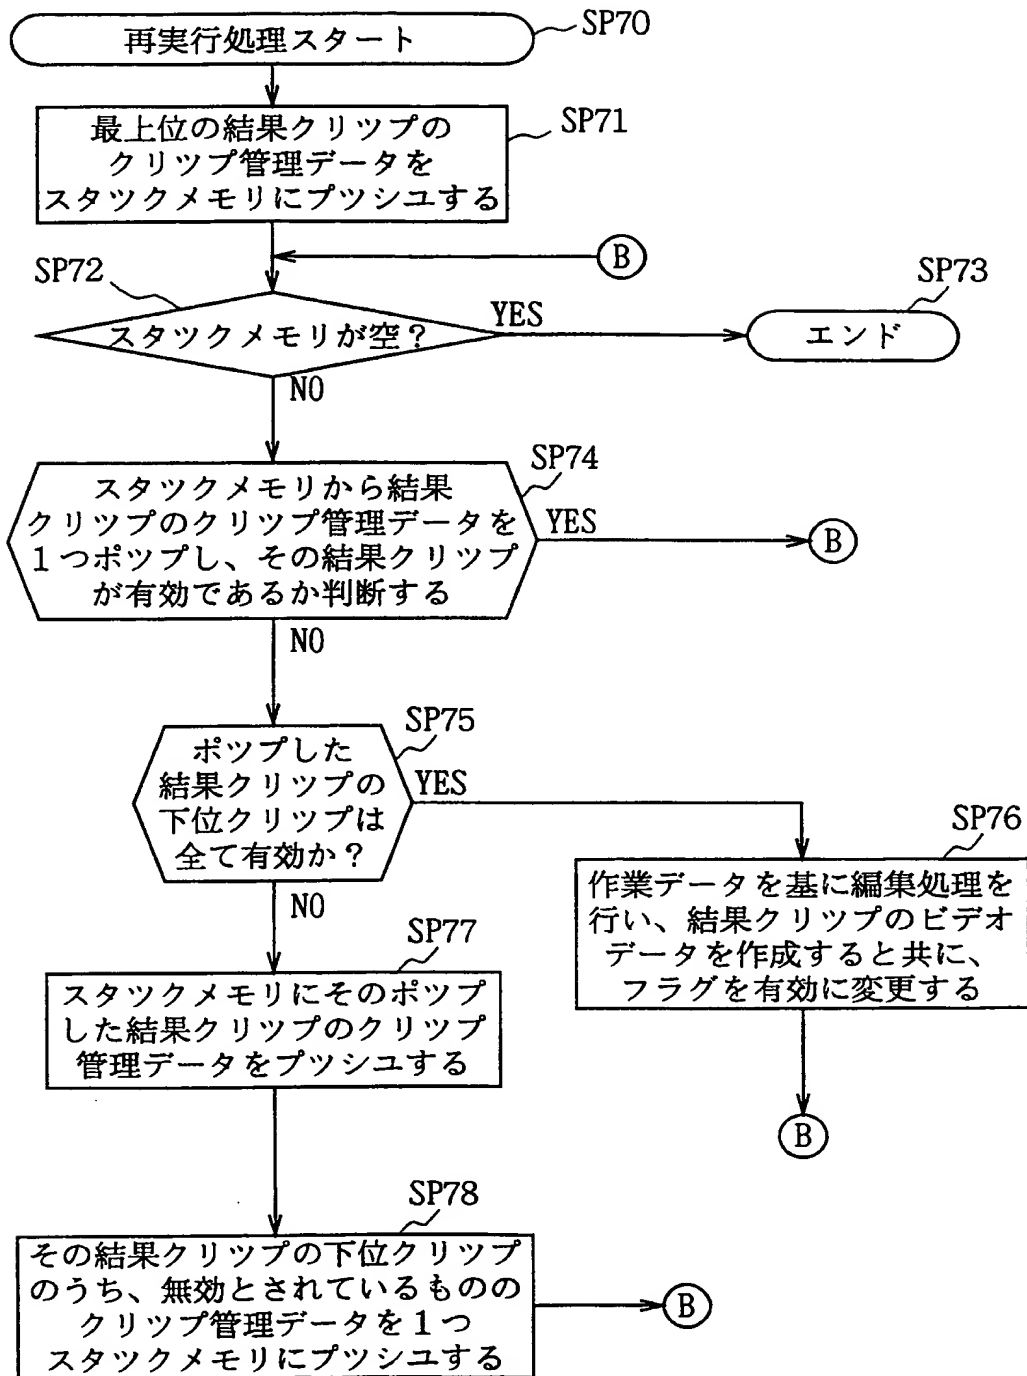 再実行処理スタート
SP70
最上位の結果クリツプの
クリツプ管理データを
スタツクメモリにプツシユする
SP71
B
SP72
スタツクメモリが空？
YES
NO
SP73
エンド
SP74
スタツクメモリから結果
クリツプのクリツプ管理データを
１つポツプし、その結果クリツプ
が有効であるか判断する
YES
B
NO
SP75
ポツプした
結果クリツプの
下位クリツプは
全て有効か？
YES
NO
SP76
作業データを基に編集処理を
行い、結果クリツプのビデオ
データを作成すると共に、
フラグを有効に変更する
B
SP77
スタツクメモリにそのポツプ
した結果クリツプのクリツプ
管理データをプツシユする
SP78
その結果クリツプの下位クリツプ
のうち、無効とされているものの
クリツプ管理データを１つ
スタツクメモリにプツシユする
B